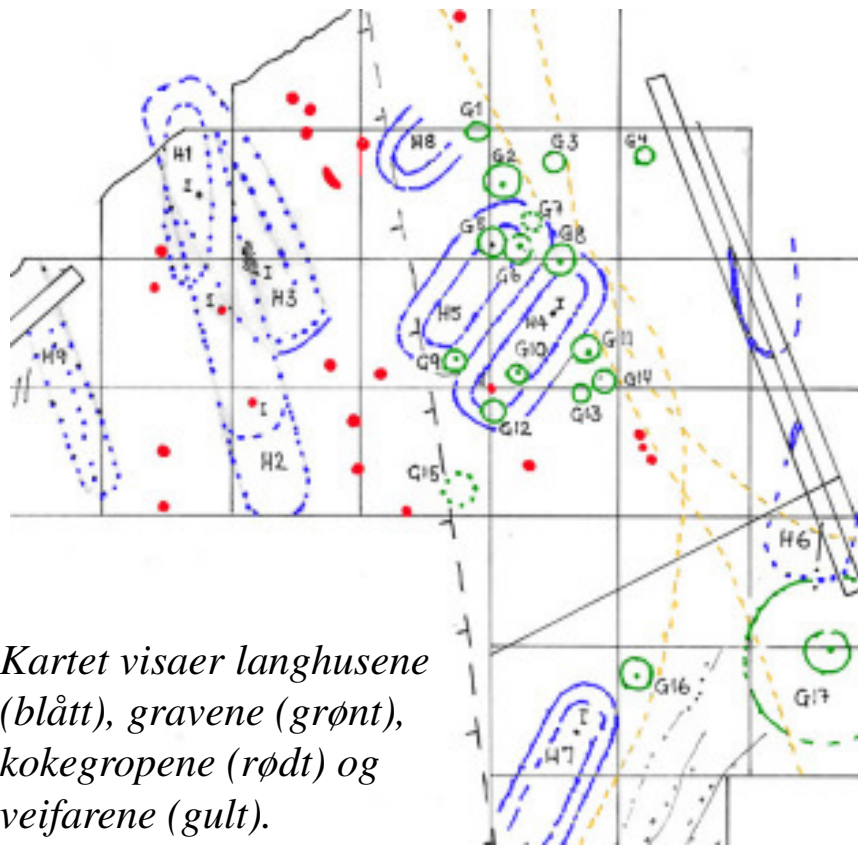 G1
H8
G3
G4
H1
G2
I
G7
G5
G8
I
G6
H3
I
H5
I
H4
G11
H9
G9
G10
G14
I
G13
G12
H2
G15
H6
Kartet visaer langhusene
(blått), gravene (grønt),
kokegropene (rødt) og
veifarene (gult).
G16
G17
I
H7